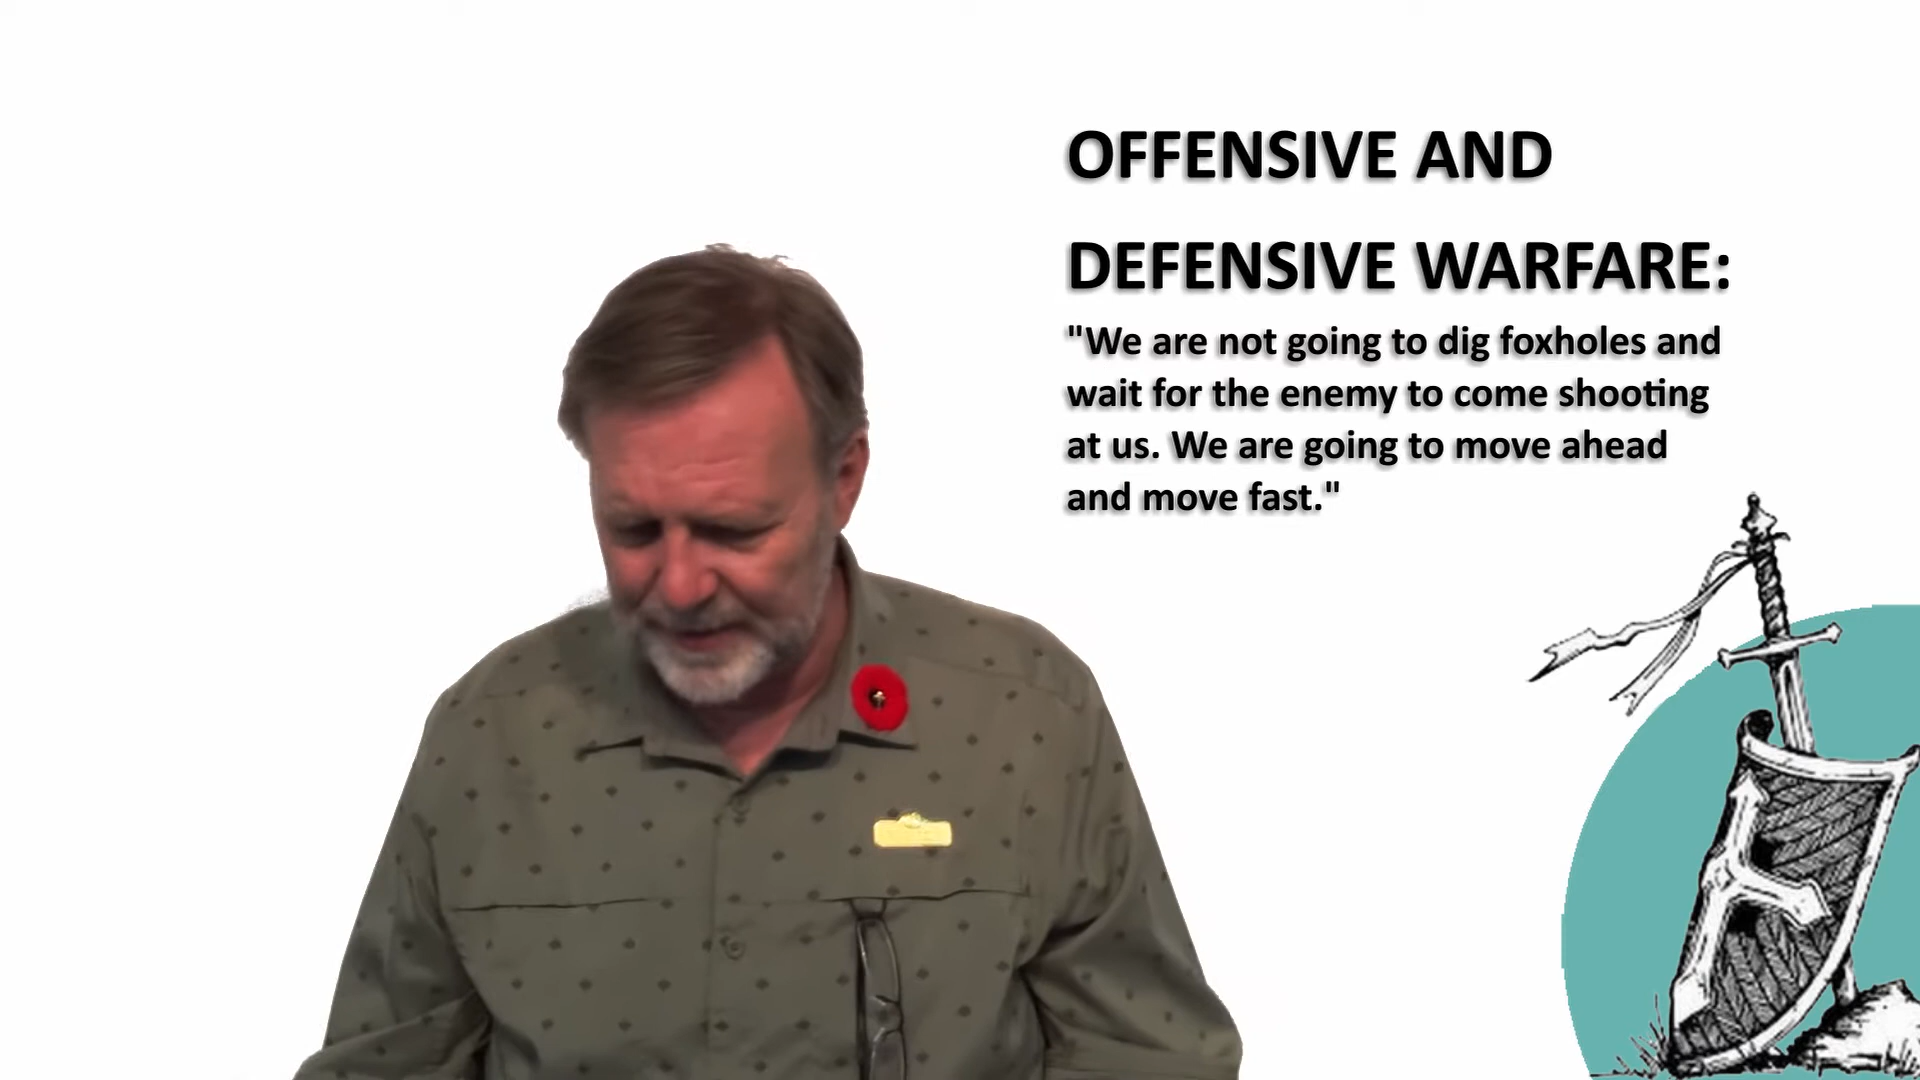 OFFENSIVE AND
DEFENSIVE WARFARE:
"We are not going to dig foxholes and
wait for the enemy to come shooting
at us. We are going to move ahead
and move fast."